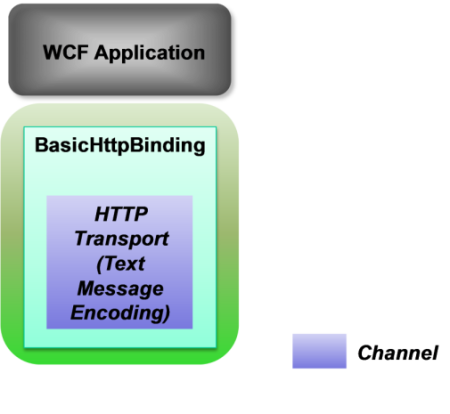 WCF Application
BasicHttpBinding
HTTP
Transport
(Text
Message
Encoding)
Channel